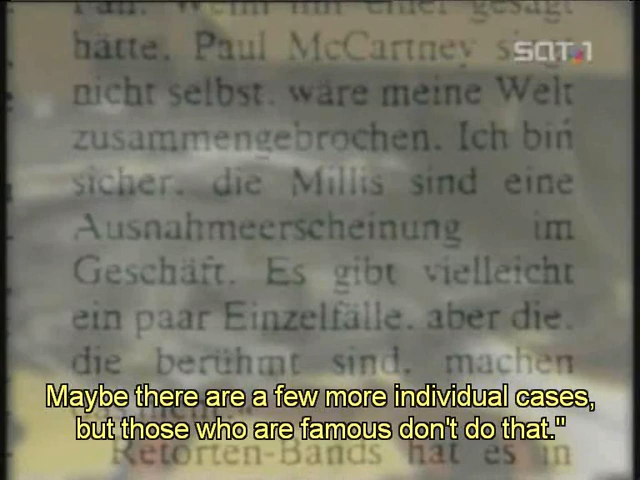 hätte. Paul McCartney
SAT.1
nicht selbst. wäre meine Welt
zusammengebrochen. Ich bin
sicher. die Millis sind eine
Ausnahmeerscheinung im
Geschäft. Es gibt vielleicht
ein paar Einzelfälle. aber die.
die berühmt sind. machen
Maybe there are a few more individual cases,
but those who are famous don't do that."
Retorten-Bands hat es in